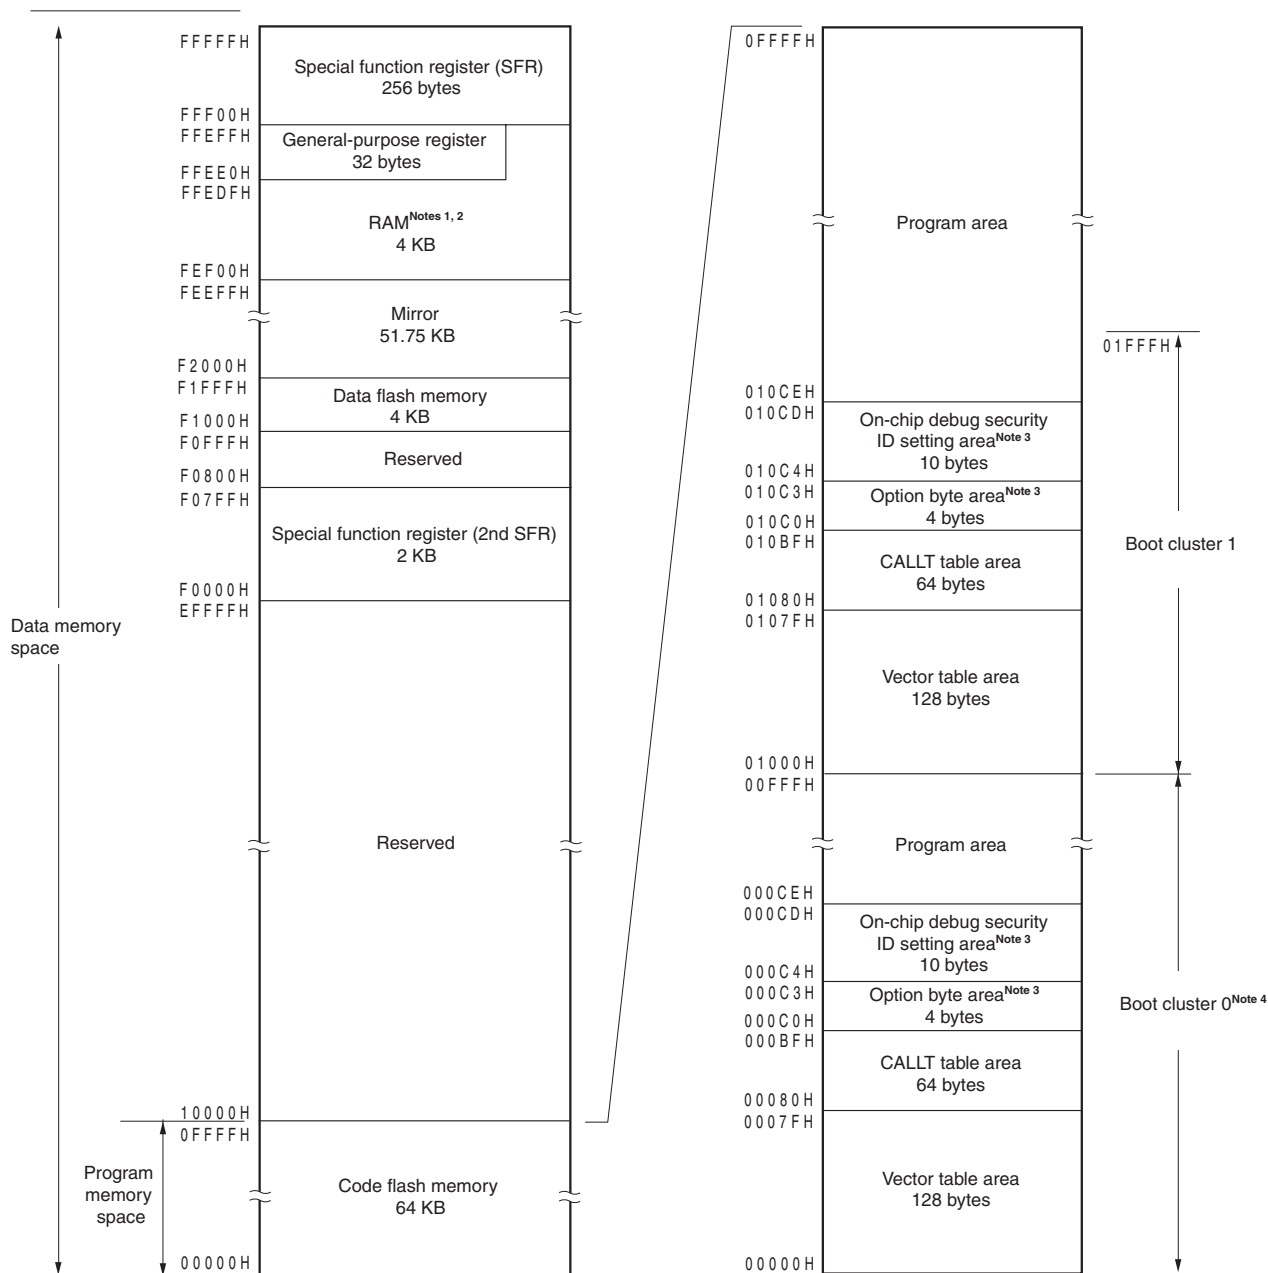 FFFFFH
Special function register (SFR)
256 bytes
FFF00H
FFEFFH
General-purpose register
32 bytes
FFEE0H
FFEDFH
RAMNotes 1, 2
4 KB
FEF00H
FEEFFH
Mirror
51.75 KB
F2000H
F1FFFH
Data flash memory
4 KB
F1000H
F0FFFH
Reserved
F0800H
F07FFH
Special function register (2nd SFR)
2 KB
F0000H
EFFFFH
Data memory
space
Reserved
10000H
0FFFFH
Program
memory
space
Code flash memory
64 KB
00000H
0FFFFH
Program area
01FFFH
010CEH
010CDH
On-chip debug security
ID setting areaNote 3
10 bytes
010C4H
010C3H
Option byte areaNote 3
4 bytes
010C0H
010BFH
Boot cluster 1
CALLT table area
64 bytes
01080H
0107FH
Vector table area
128 bytes
01000H
00FFFH
Program area
000CEH
000CDH
On-chip debug security
ID setting areaNote 3
10 bytes
000C4H
000C3H
Option byte areaNote 3
4 bytes
Boot cluster 0Note 4
000C0H
000BFH
CALLT table area
64 bytes
00080H
0007FH
Vector table area
128 bytes
00000H